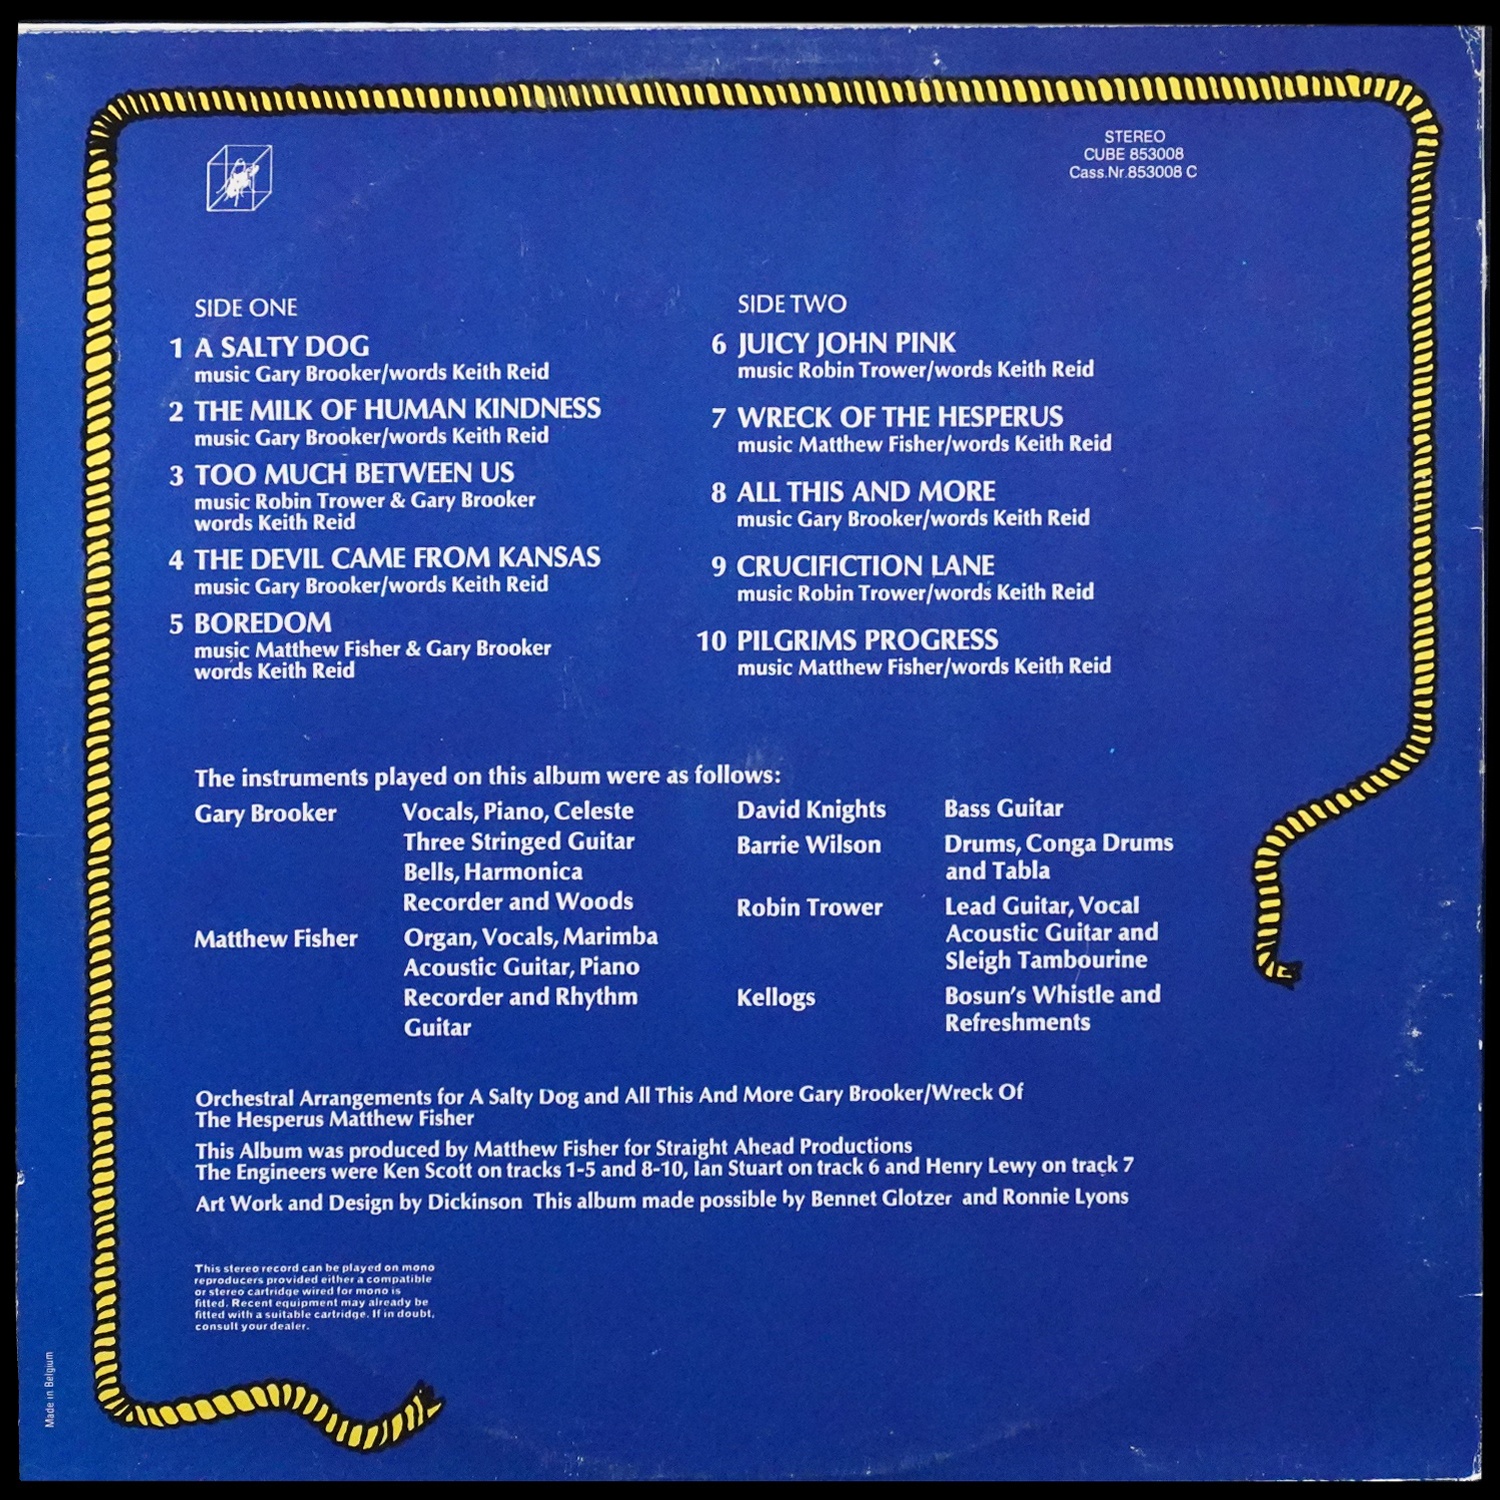 STEREO
CUBE 853008
Cass.Nr.853008 C
SIDE ONE
1 A SALTY DOG
music Gary Brooker/words Keith Reid
2 THE MILK OF HUMAN KINDNESS
music Gary Brooker/words Keith Reid
3 TOO MUCH BETWEEN US
music Robin Trower & Gary Brooker
words Keith Reid
4 THE DEVIL CAME FROM KANSAS
music Gary Brooker/words Keith Reid
5 BOREDOM
music Matthew Fisher & Gary Brooker
words Keith Reid
SIDE TWO
6 JUICY JOHN PINK
music Robin Trower/words Keith Reid
7 WRECK OF THE HESPERUS
music Matthew Fisher/words Keith Reid
8 ALL THIS AND MORE
music Gary Brooker/words Keith Reid
9 CRUCIFICTION LANE
music Robin Trower/words Keith Reid
10 PILGRIMS PROGRESS
music Matthew Fisher/words Keith Reid
The instruments played on this album were as follows:
Gary Brooker Vocals, Piano, Celeste
Three Stringed Guitar
Bells, Harmonica
Recorder and Woods
Matthew Fisher Organ, Vocals, Marimba
Acoustic Guitar, Piano
Recorder and Rhythm
Guitar
David Knights Bass Guitar
Barrie Wilson Drums, Conga Drums
and Tabla
Robin Trower Lead Guitar, Vocal
Acoustic Guitar and
Sleigh Tambourine
Kellogs Bosun's Whistle and
Refreshments
Orchestral Arrangements for A Salty Dog and All This And More Gary Brooker/Wreck Of
The Hesperus Matthew Fisher
This Album was produced by Matthew Fisher for Straight Ahead Productions
The Engineers were Ken Scott on tracks 1-5 and 8-10, Ian Stuart on track 6 and Henry Lewy on track 7
Art Work and Design by Dickinson This album made possible by Bennet Glotzer and Ronnie Lyons
This stereo record can be played on mono
reproducers provided either a compatible
or stereo cartridge wired for mono is
fitted. Recent equipment may already be
fitted with a suitable cartridge. If in doubt,
consult your dealer.
Made in Belgium